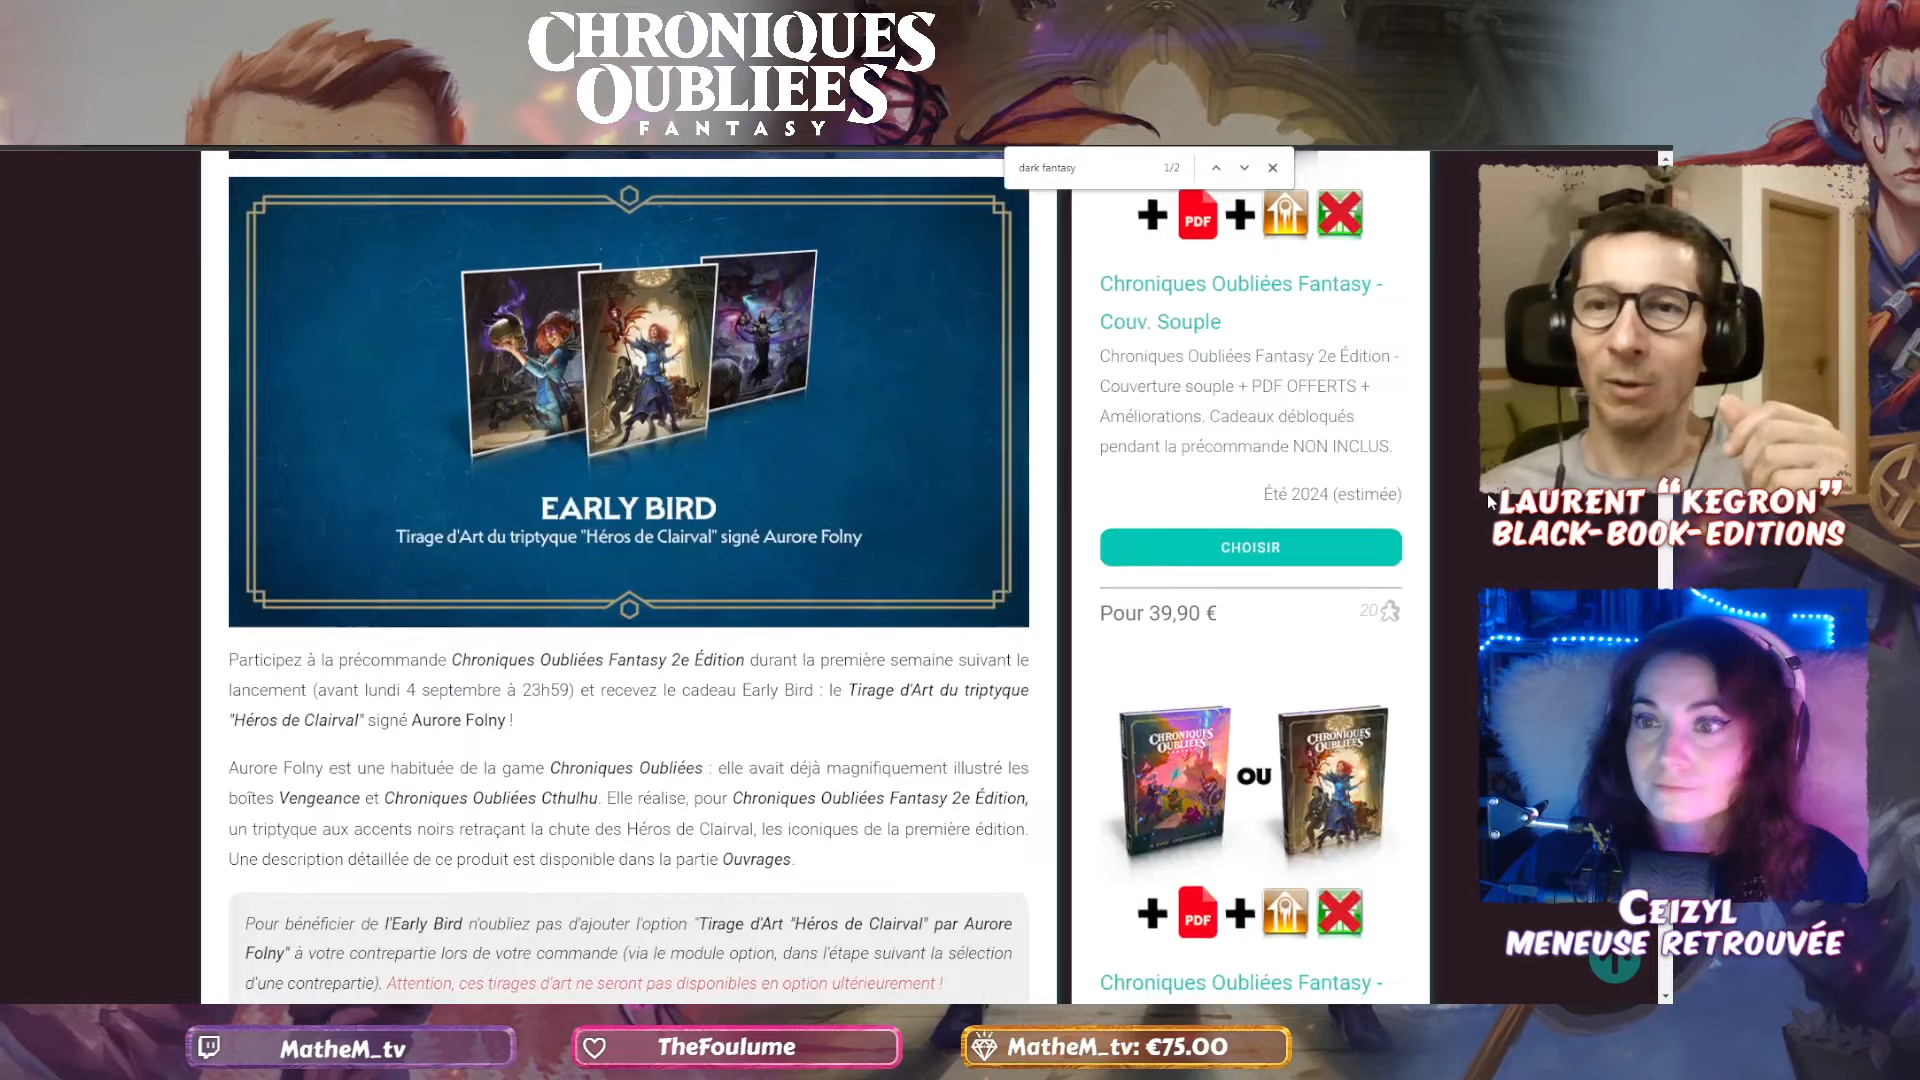 CHRONIQUES
OUBLIÉES
FANTASY
dark fantasy
1/2
EARLY BIRD
Tirage d'Art du triptyque "Héros de Clairval" signé Aurore Folny
Participez à la précommande Chroniques Oubliées Fantasy 2e Édition durant la première semaine suivant le
lancement (avant lundi 4 septembre à 23h59) et recevez le cadeau Early Bird : le Tirage d'Art du triptyque
"Héros de Clairval" signé Aurore Folny !
Aurore Folny est une habituée de la game Chroniques Oubliées : elle avait déjà magnifiquement illustré les
boîtes Vengeance et Chroniques Oubliées Cthulhu. Elle réalise, pour Chroniques Oubliées Fantasy 2e Édition,
un triptyque aux accents noirs retraçant la chute des Héros de Clairval, les iconiques de la première édition.
Une description détaillée de ce produit est disponible dans la partie Ouvrages.
Pour bénéficier de l'Early Bird n'oubliez pas d'ajouter l'option "Tirage d'Art "Héros de Clairval" par Aurore
Folny" à votre contrepartie lors de votre commande (via le module option, dans l'étape suivant la sélection
d'une contrepartie). Attention, ces tirages d'art ne seront pas disponibles en option ultérieurement !
+ PDF +
Chroniques Oubliées Fantasy -
Couv. Souple
Chroniques Oubliées Fantasy 2e Édition -
Couverture souple + PDF OFFERTS +
Améliorations. Cadeaux débloqués
pendant la précommande NON INCLUS.
Été 2024 (estimée)
CHOISIR
Pour 39,90 €
20
CHRONIQUES
OUBLIÉES
OU
CHRONIQUES
OUBLIÉES
+ PDF +
Chroniques Oubliées Fantasy -
LAURENT "KEGRON"
BLACK-BOOK-EDITIONS
CEIZYL
MENEUSE RETROUVÉE
MatheM_tv
TheFoulume
MatheM_tv: €75.00